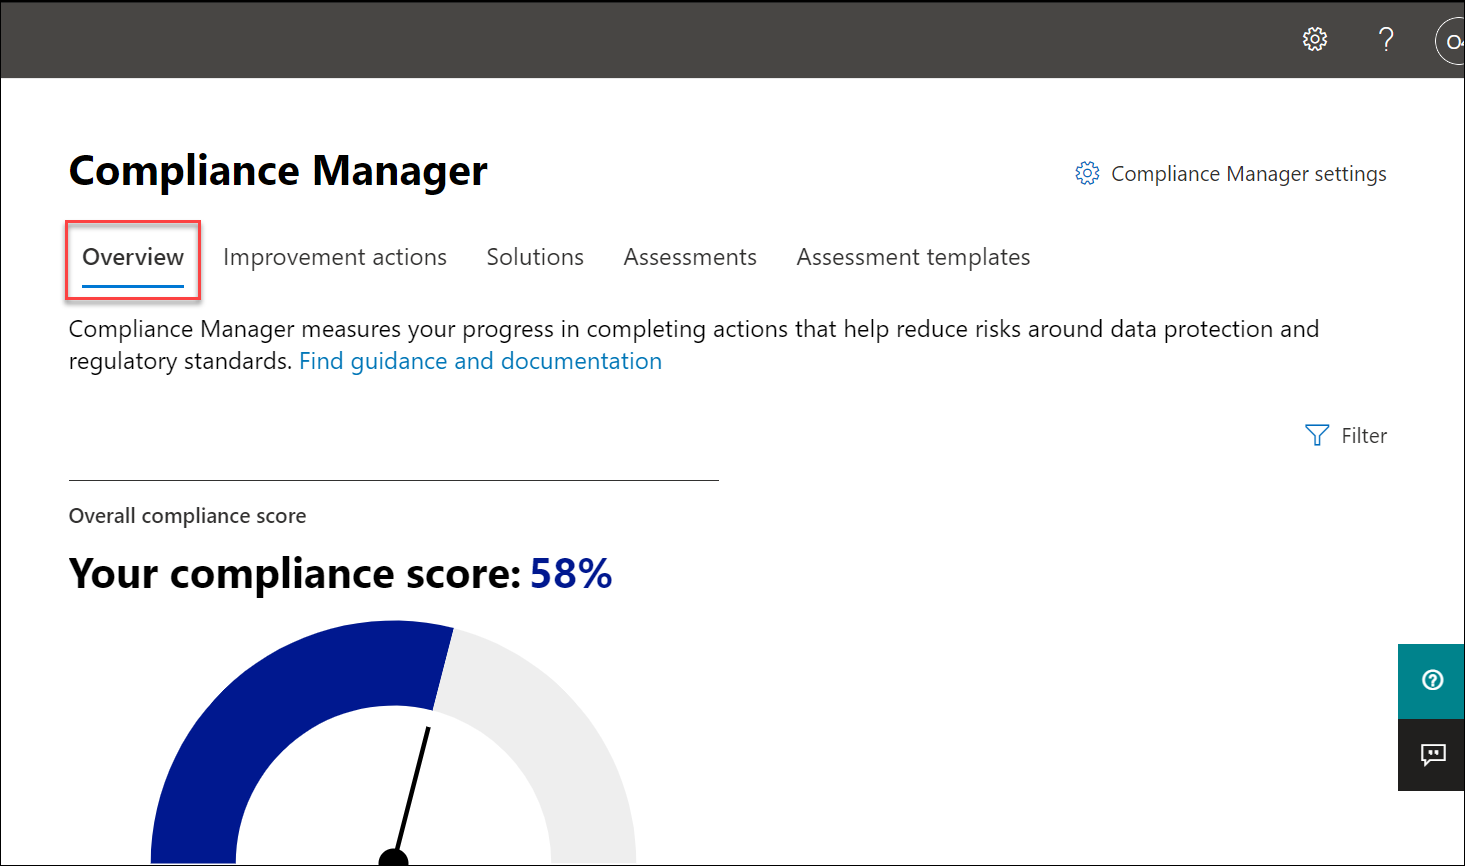 ?
Compliance Manager
Compliance Manager settings
Overview Improvement actions Solutions Assessments Assessment templates
Compliance Manager measures your progress in completing actions that help reduce risks around data protection and
regulatory standards. Find guidance and documentation
Filter
Overall compliance score
Your compliance score: 58%